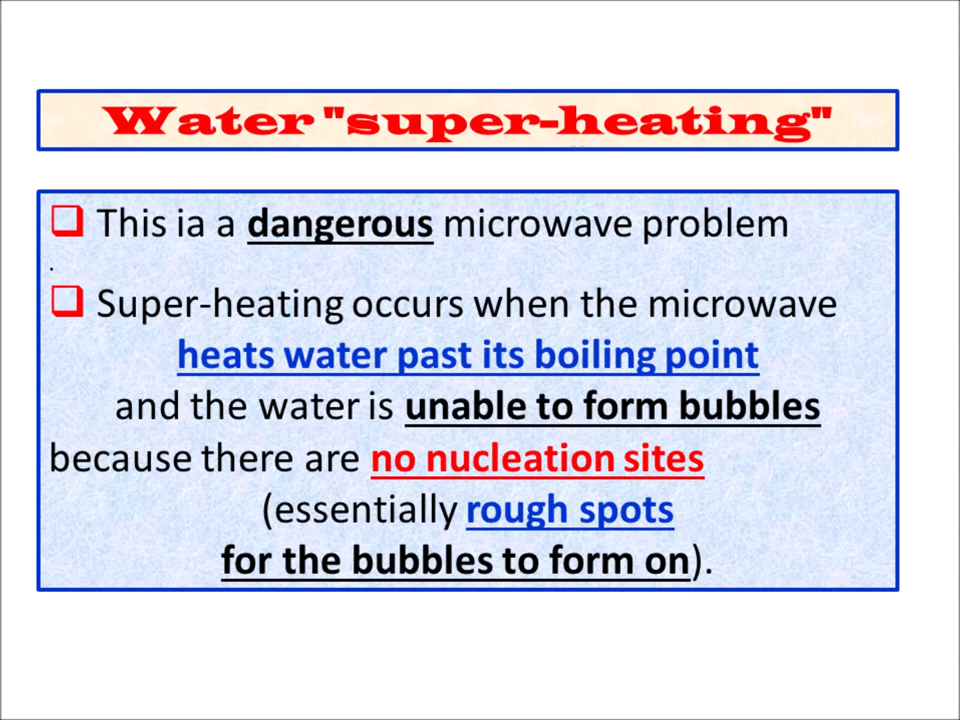 Water "super-heating"
❑ This ia a dangerous microwave problem
.
❑ Super-heating occurs when the microwave
heats water past its boiling point
and the water is unable to form bubbles
because there are no nucleation sites
(essentially rough spots
for the bubbles to form on).